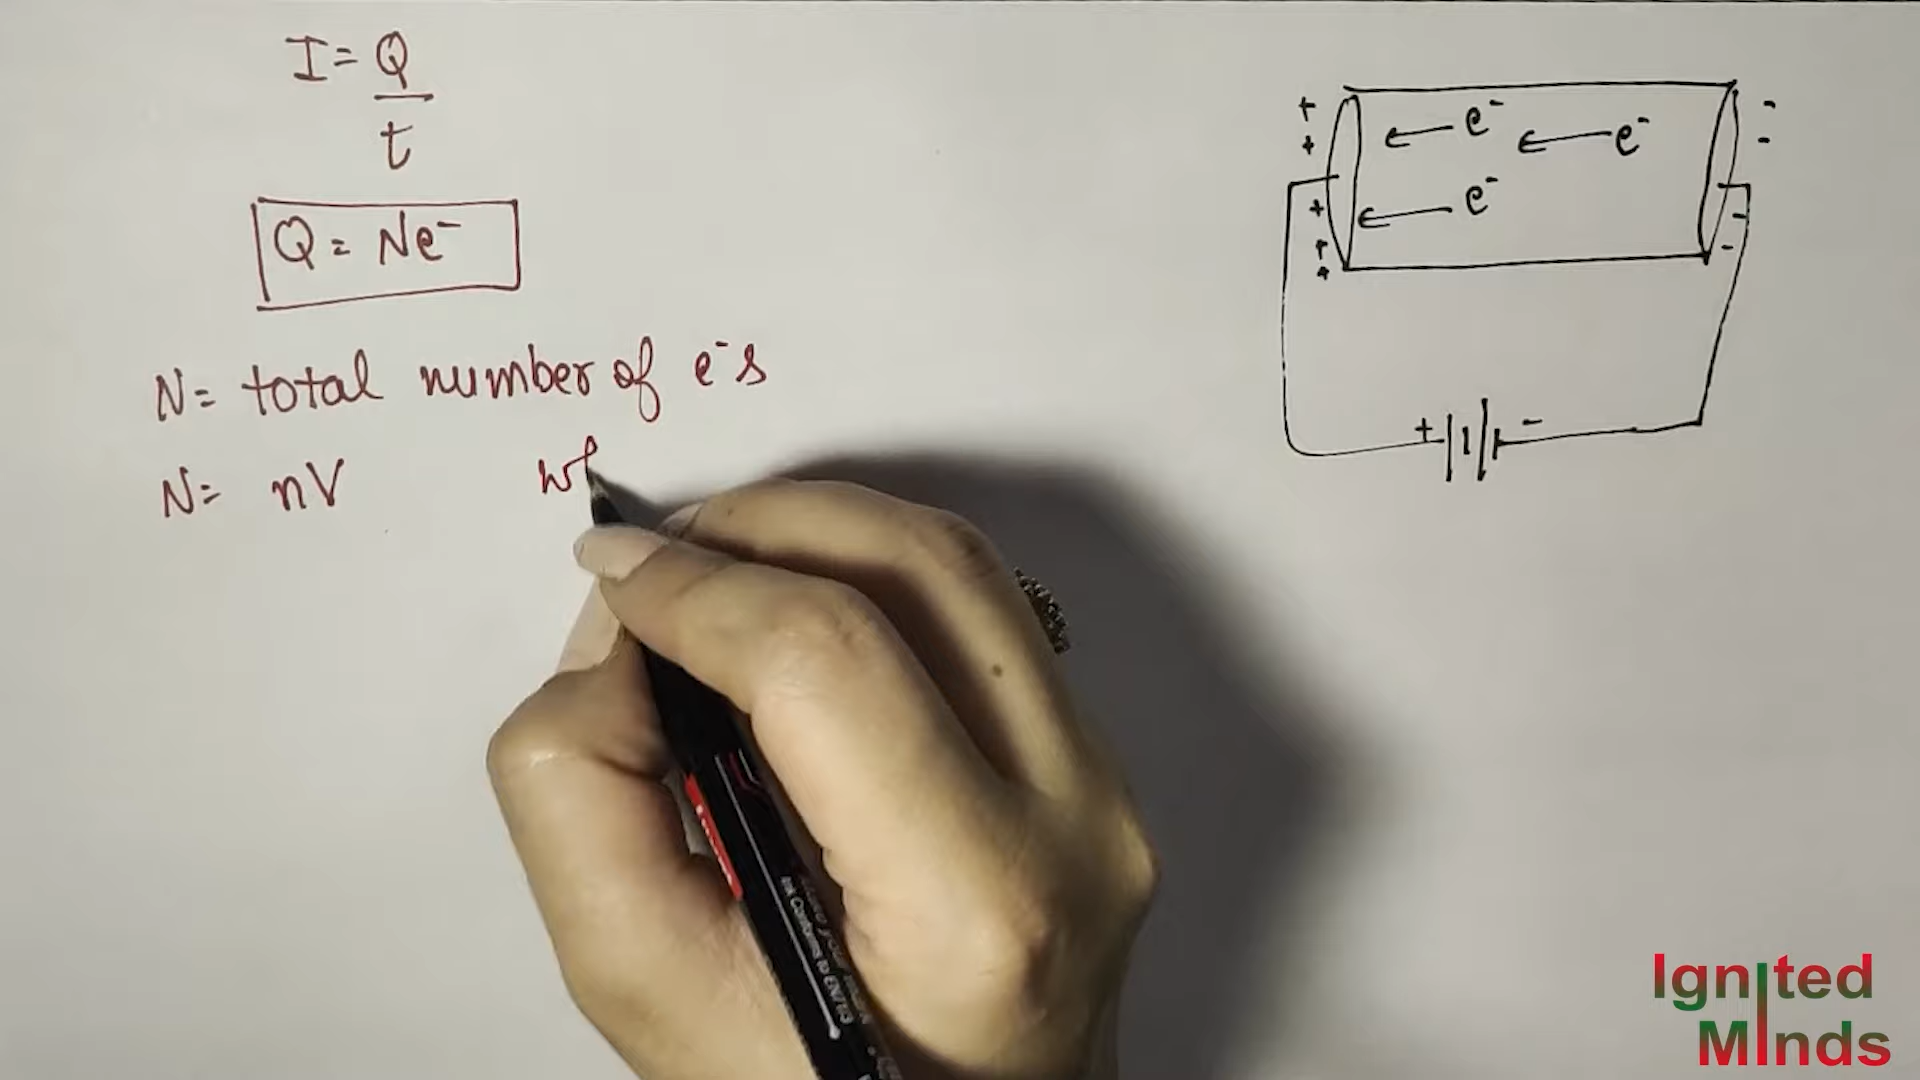 I = Q
t
Q = Ne⁻
N = total number of e⁻s
N = nV
+ e⁻ e⁻ -
+ -
+ e⁻ -
+ -
+
+ -
Ignited
Minds